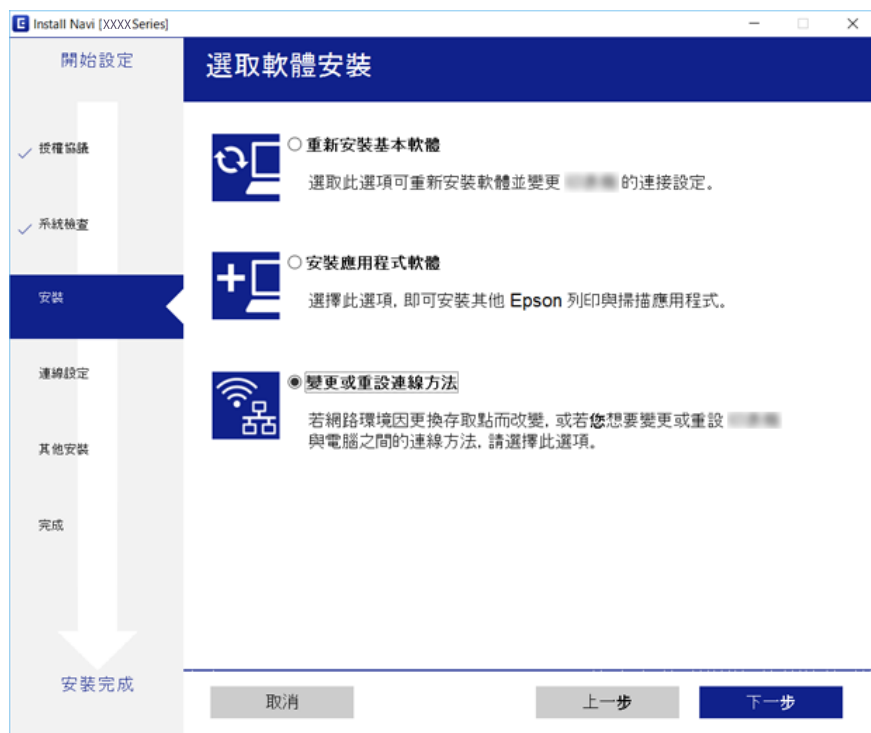 Install Navi [XXXX Series]
開始設定
選取軟體安裝
授權協議
系統檢查
安裝
連線設定
其他安裝
完成
安裝完成
重新安裝基本軟體
選取此選項可重新安裝軟體並變更 的連接設定。
安裝應用程式軟體
選擇此選項, 即可安裝其他 Epson 列印與掃描應用程式。
變更或重設連線方法
若網路環境因更換存取點而改變, 或若您想要變更或重設
與電腦之間的連線方法, 請選擇此選項。
取消
上一步
下一步